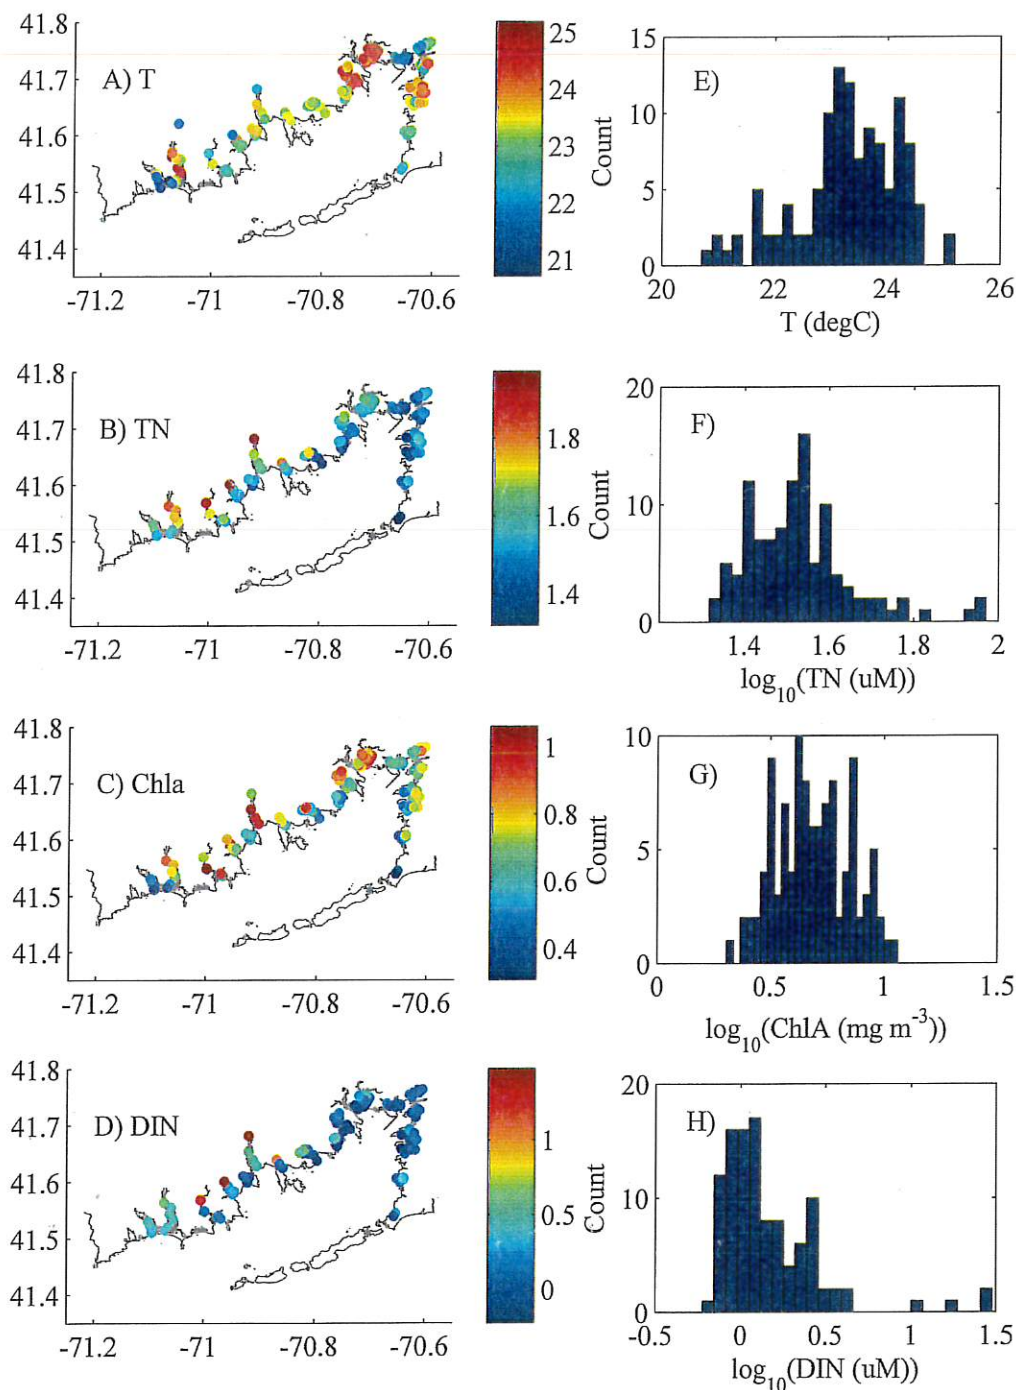 41.8
41.7
41.6
41.5
41.4
A) T
-71.2 -71 -70.8 -70.6
25
24
23
22
21
15
10
5
0
Count
E)
20 22 24 26
T (degC)
41.8
41.7
41.6
41.5
41.4
B) TN
-71.2 -71 -70.8 -70.6
1.8
1.6
1.4
20
10
0
Count
F)
1.4 1.6 1.8 2
log10(TN (uM))
41.8
41.7
41.6
41.5
41.4
C) Chla
-71.2 -71 -70.8 -70.6
1
0.8
0.6
0.4
10
5
0
Count
G)
0 0.5 1 1.5
log10(ChlA (mg m-3))
41.8
41.7
41.6
41.5
41.4
D) DIN
-71.2 -71 -70.8 -70.6
1
0.5
0
20
10
0
Count
H)
-0.5 0 0.5 1 1.5
log10(DIN (uM))